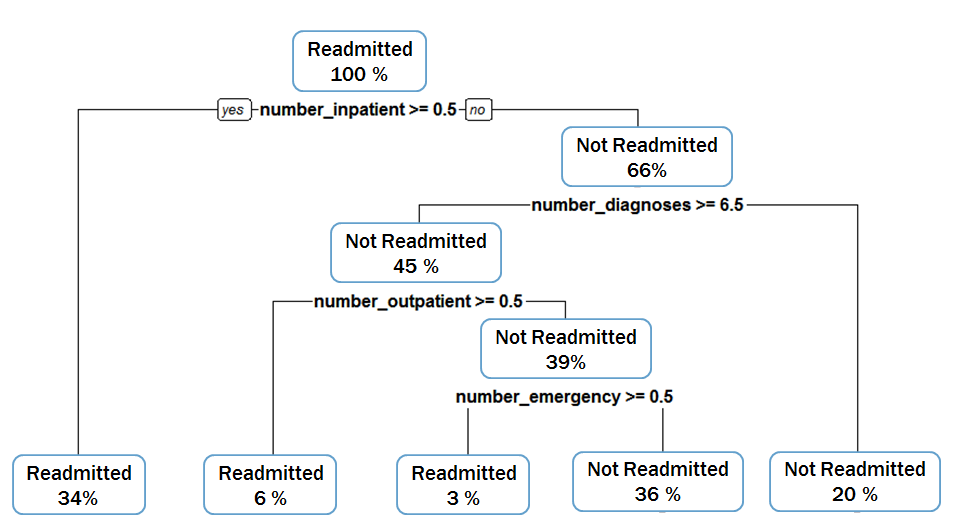 Readmitted
100 %
yes number_inpatient >= 0.5 no
Not Readmitted
66%
number_diagnoses >= 6.5
Not Readmitted
45 %
number_outpatient >= 0.5
Not Readmitted
39%
number_emergency >= 0.5
Readmitted
34%
Readmitted
6 %
Readmitted
3 %
Not Readmitted
36 %
Not Readmitted
20 %